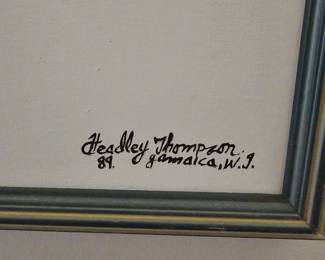 Headley Thompson.
89. Jamaica, W.I.